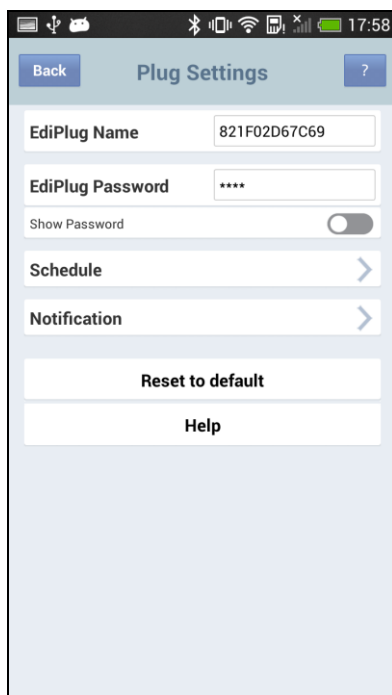 17:58
Back
Plug Settings
?
EdiPlug Name
821F02D67C69
EdiPlug Password
****
Show Password
Schedule
Notification
Reset to default
Help